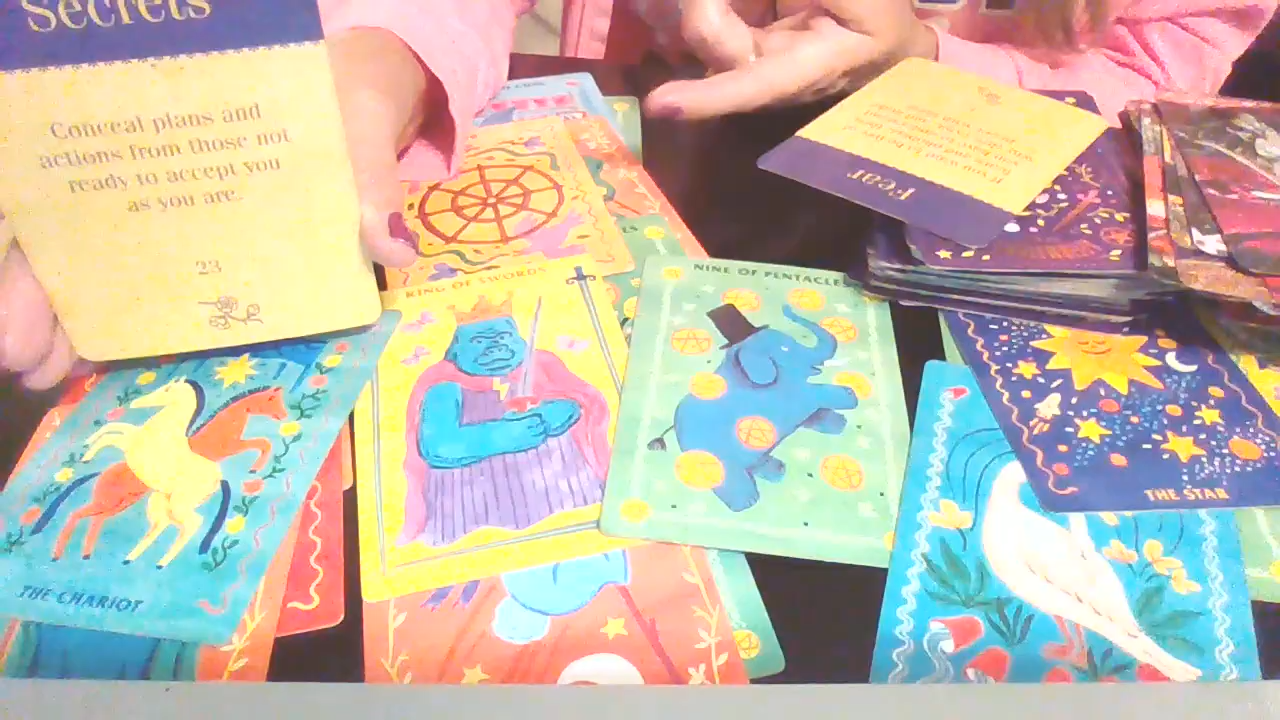 Secrets
Conceal plans and
actions from those not
ready to accept you
as you are.
23
Fear
KING OF SWORDS
NINE OF PENTACLES
THE CHARIOT
THE STAR